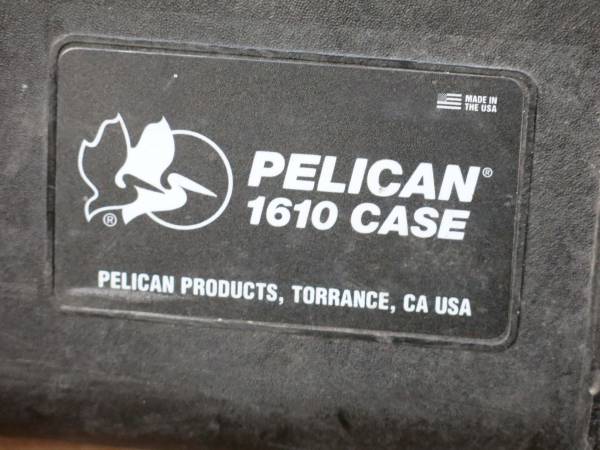 MADE IN
THE USA
PELICAN®
1610 CASE
®
PELICAN PRODUCTS, TORRANCE, CA USA